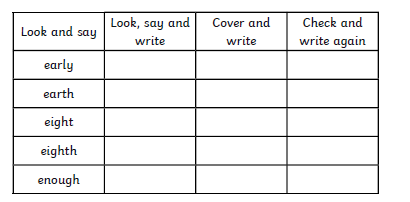 Look and say
Look, say and
write
Cover and
write
Check and
write again
early
earth
eight
eighth
enough